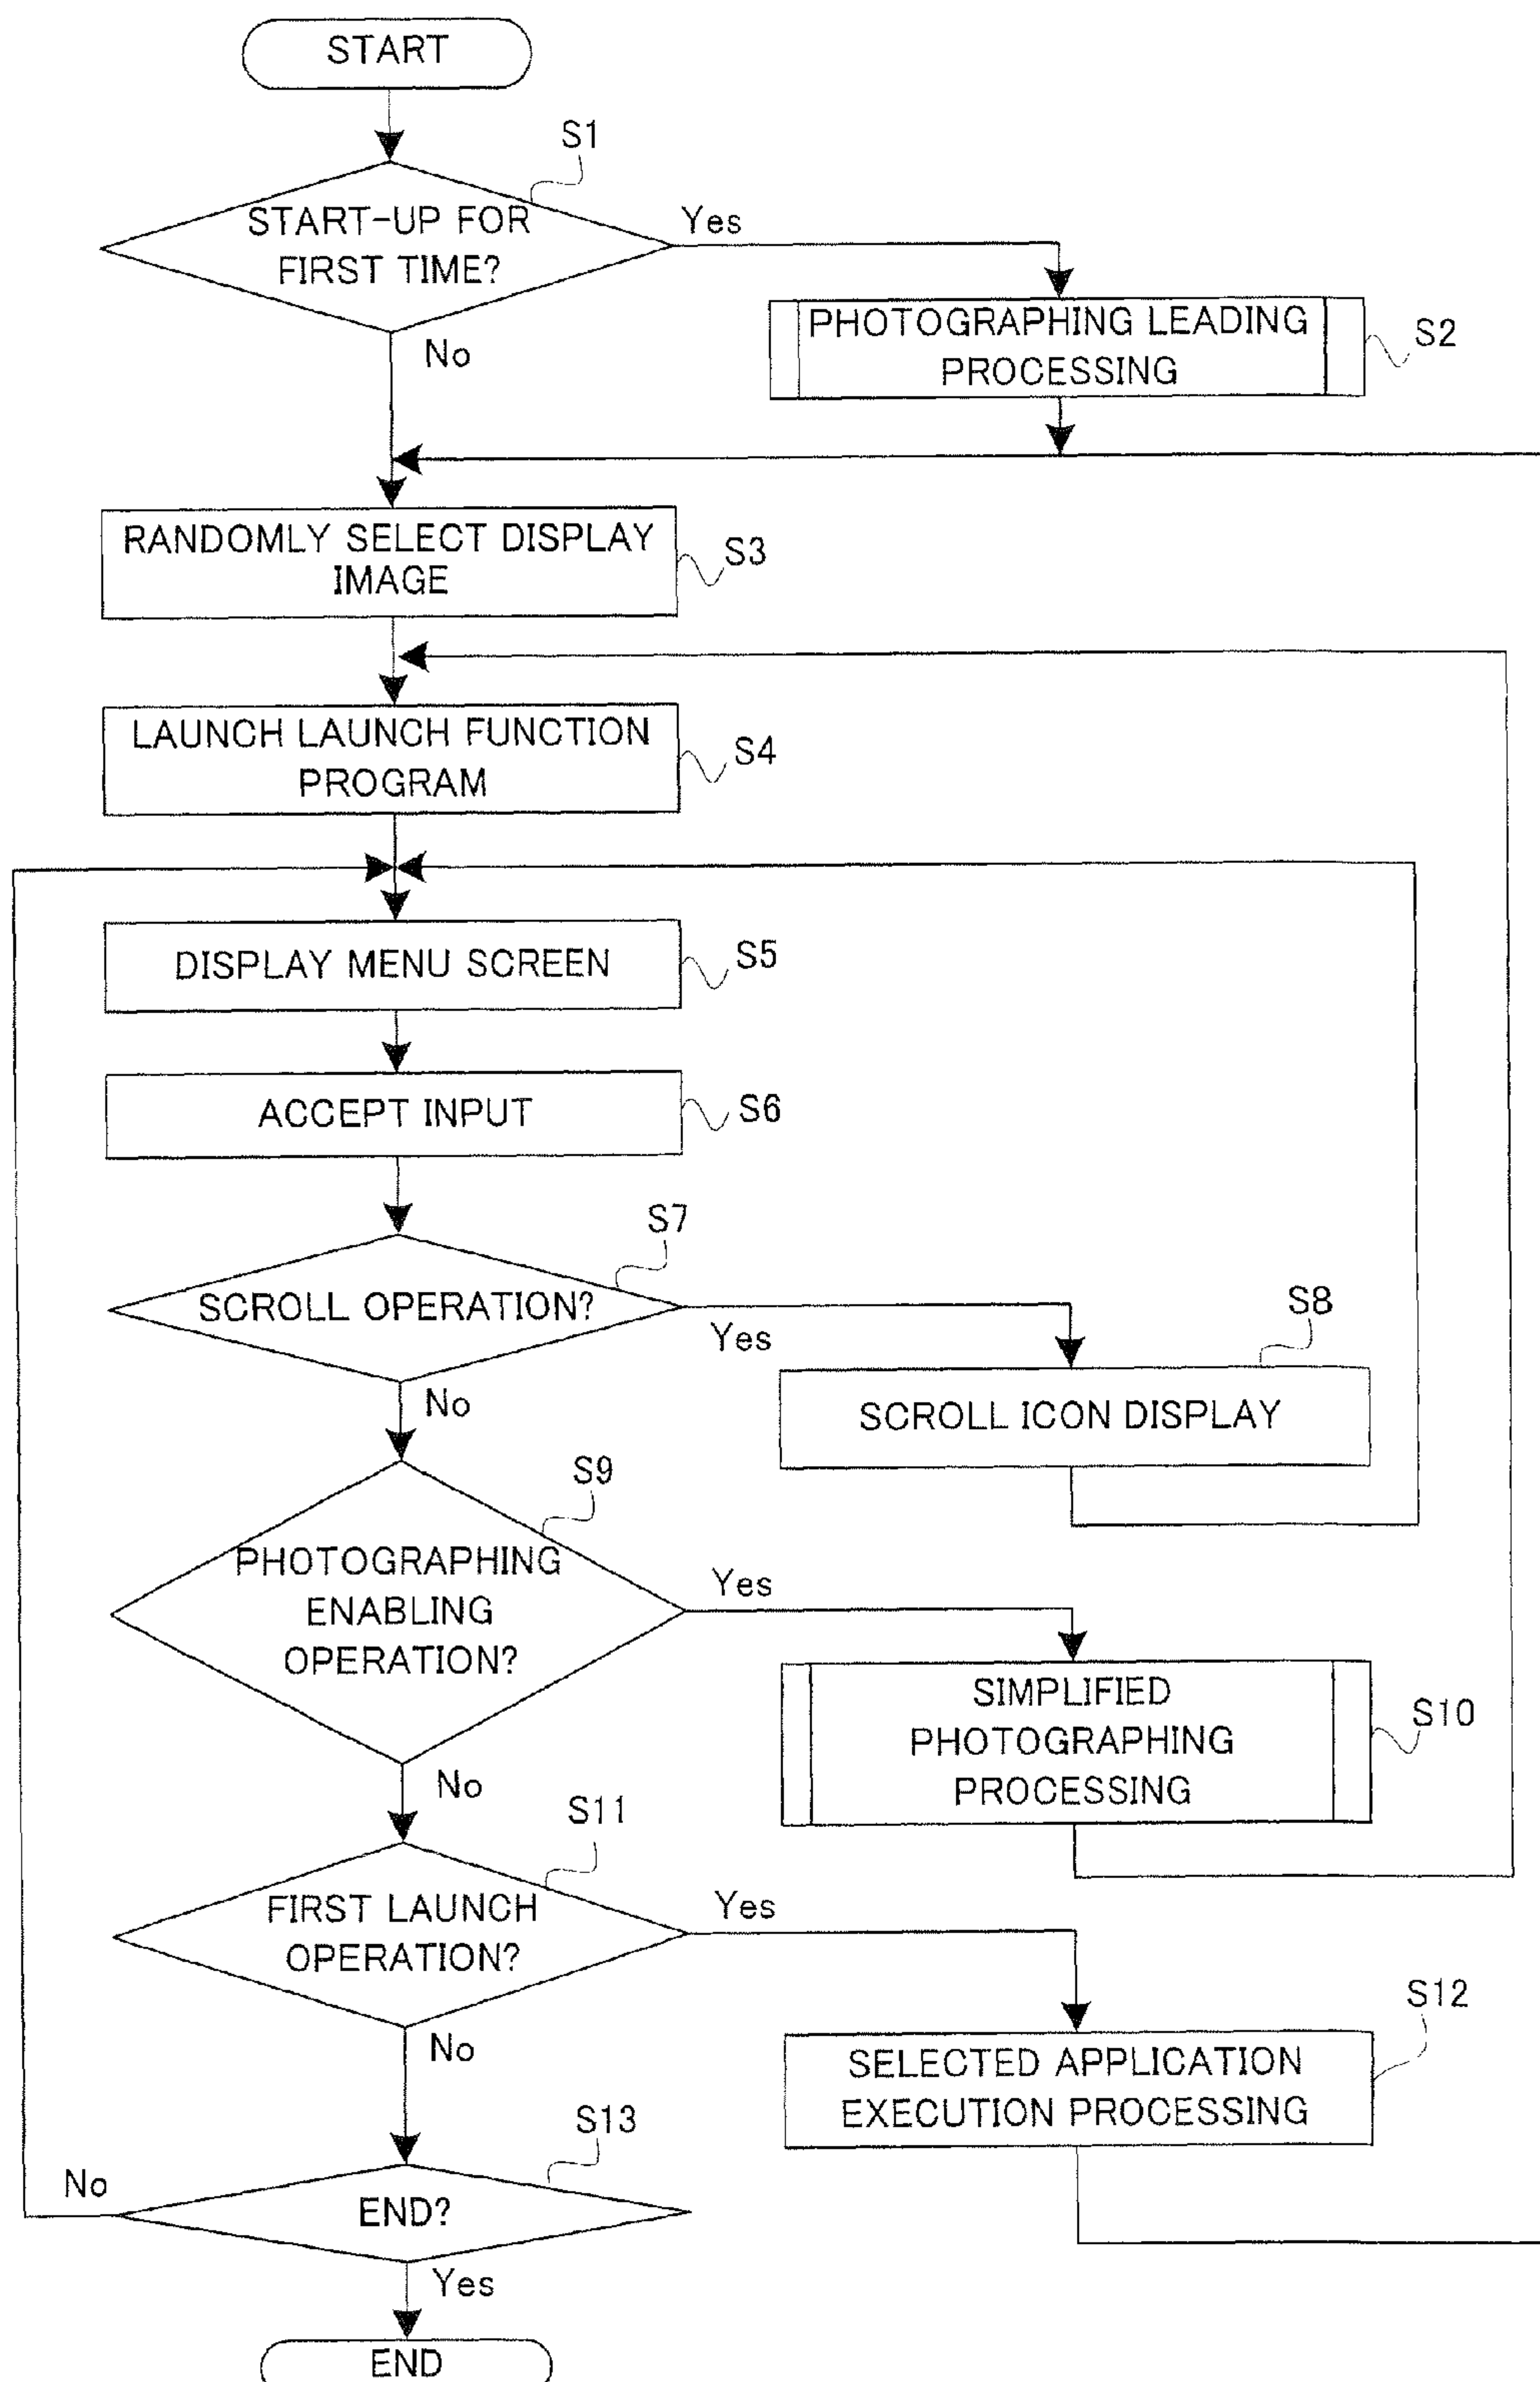 START
S1
START-UP FOR
FIRST TIME?
Yes
No
PHOTOGRAPHING LEADING
PROCESSING
S2
RANDOMLY SELECT DISPLAY
IMAGE
S3
LAUNCH LAUNCH FUNCTION
PROGRAM
S4
DISPLAY MENU SCREEN
S5
ACCEPT INPUT
S6
S7
SCROLL OPERATION?
Yes
No
S8
SCROLL ICON DISPLAY
S9
PHOTOGRAPHING
ENABLING
OPERATION?
Yes
No
SIMPLIFIED
PHOTOGRAPHING
PROCESSING
S10
S11
FIRST LAUNCH
OPERATION?
Yes
No
S12
SELECTED APPLICATION
EXECUTION PROCESSING
S13
END?
No
Yes
END